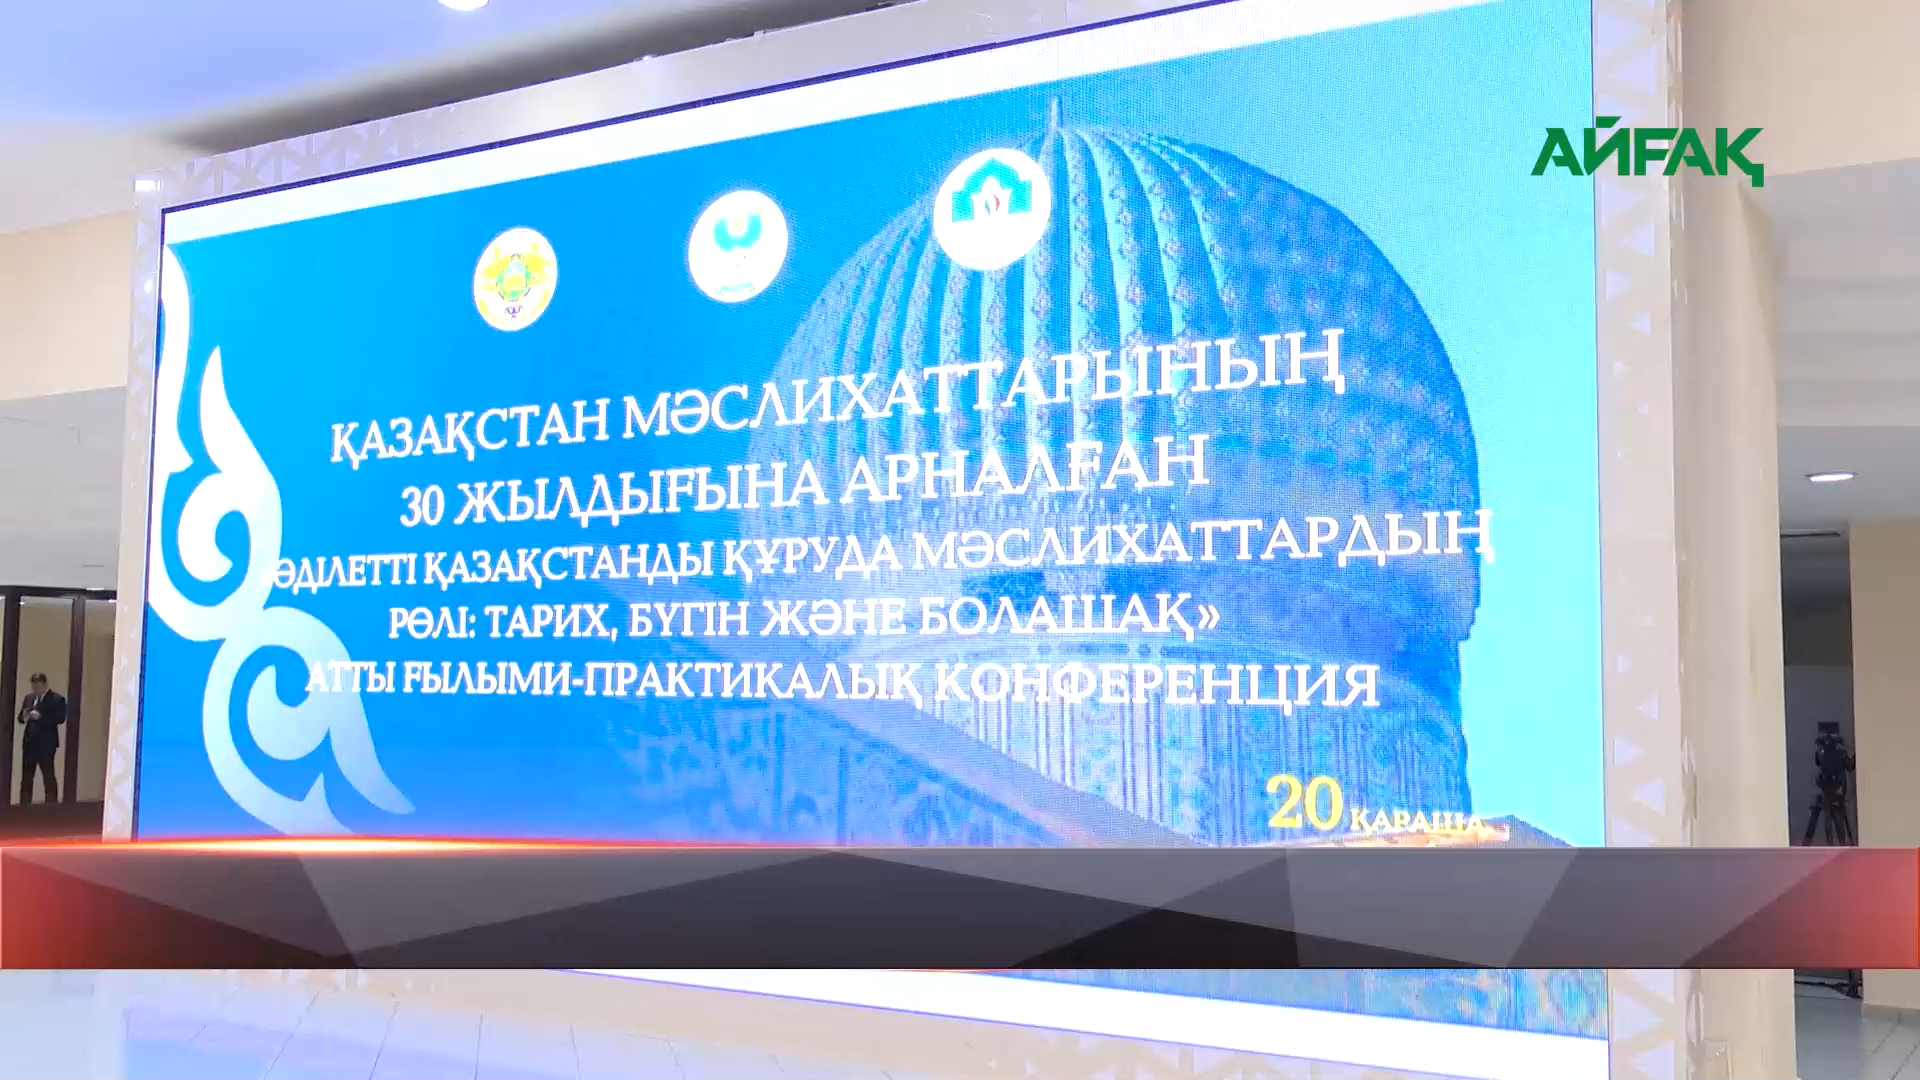 АЙҒАҚ
ҚАЗАҚСТАН МӘСЛИХАТТАРЫНЫҢ
30 ЖЫЛДЫҒЫНА АРНАЛҒАН
«ӘДІЛЕТТІ ҚАЗАҚСТАНДЫ ҚҰРУДА МӘСЛИХАТТАРДЫҢ
РӨЛІ: ТАРИХ, БҮГІН ЖӘНЕ БОЛАШАҚ»
АТТЫ ҒЫЛЫМИ-ПРАКТИКАЛЫҚ КОНФЕРЕНЦИЯ
20 ҚАРАША